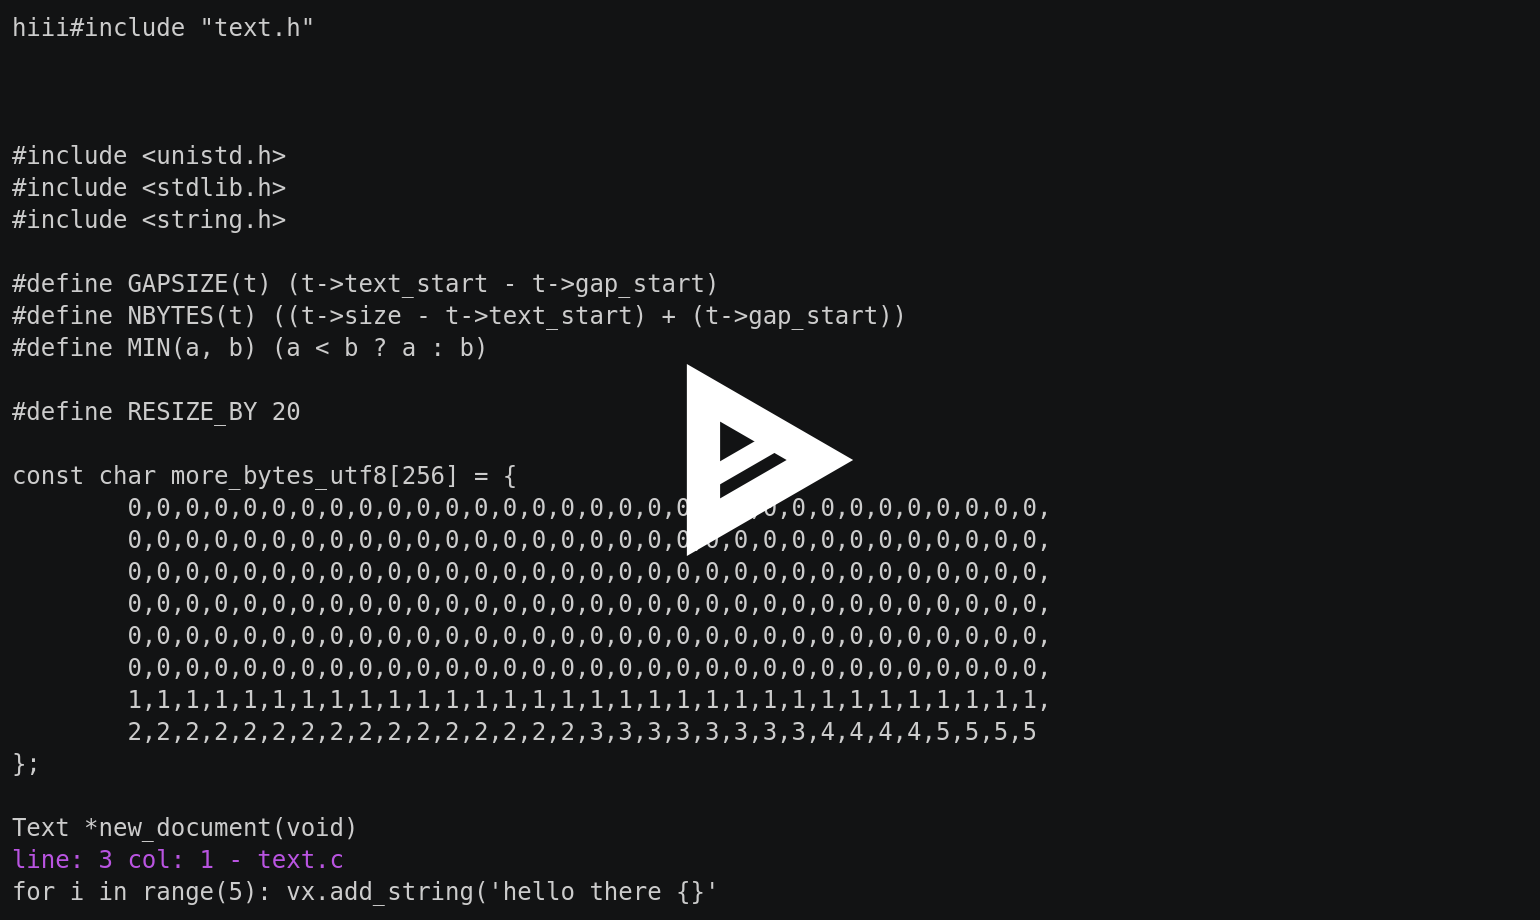 hiii#include "text.h"
#include <unistd.h>
#include <stdlib.h>
#include <string.h>
#define GAPSIZE(t) (t->text_start - t->gap_start)
#define NBYTES(t) ((t->size - t->text_start) + (t->gap_start))
#define MIN(a, b) (a < b ? a : b)
#define RESIZE_BY 20
const char more_bytes_utf8[256] = {
0,0,0,0,0,0,0,0,0,0,0,0,0,0,0,0,0,0,0,0 ,0,0,0,0,0,0,0,0,0,0,
0,0,0,0,0,0,0,0,0,0,0,0,0,0,0,0,0,0,0,0,0,0,0,0,0,0,0,0,0,0,0,0,
0,0,0,0,0,0,0,0,0,0,0,0,0,0,0,0,0,0,0,0,0,0,0,0,0,0,0,0,0,0,0,0,
0,0,0,0,0,0,0,0,0,0,0,0,0,0,0,0,0,0,0,0,0,0,0,0,0,0,0,0,0,0,0,0,
0,0,0,0,0,0,0,0,0,0,0,0,0,0,0,0,0,0,0,0,0,0,0,0,0,0,0,0,0,0,0,0,
0,0,0,0,0,0,0,0,0,0,0,0,0,0,0,0,0,0,0,0,0,0,0,0,0,0,0,0,0,0,0,0,
1,1,1,1,1,1,1,1,1,1,1,1,1,1,1,1,1,1,1,1,1,1,1,1,1,1,1,1,1,1,1,1,
2,2,2,2,2,2,2,2,2,2,2,2,2,2,2,2,3,3,3,3,3,3,3,3,4,4,4,4,5,5,5,5
};
Text *new_document(void)
line: 3 col: 1 - text.c
for i in range(5): vx.add_string('hello there {}'